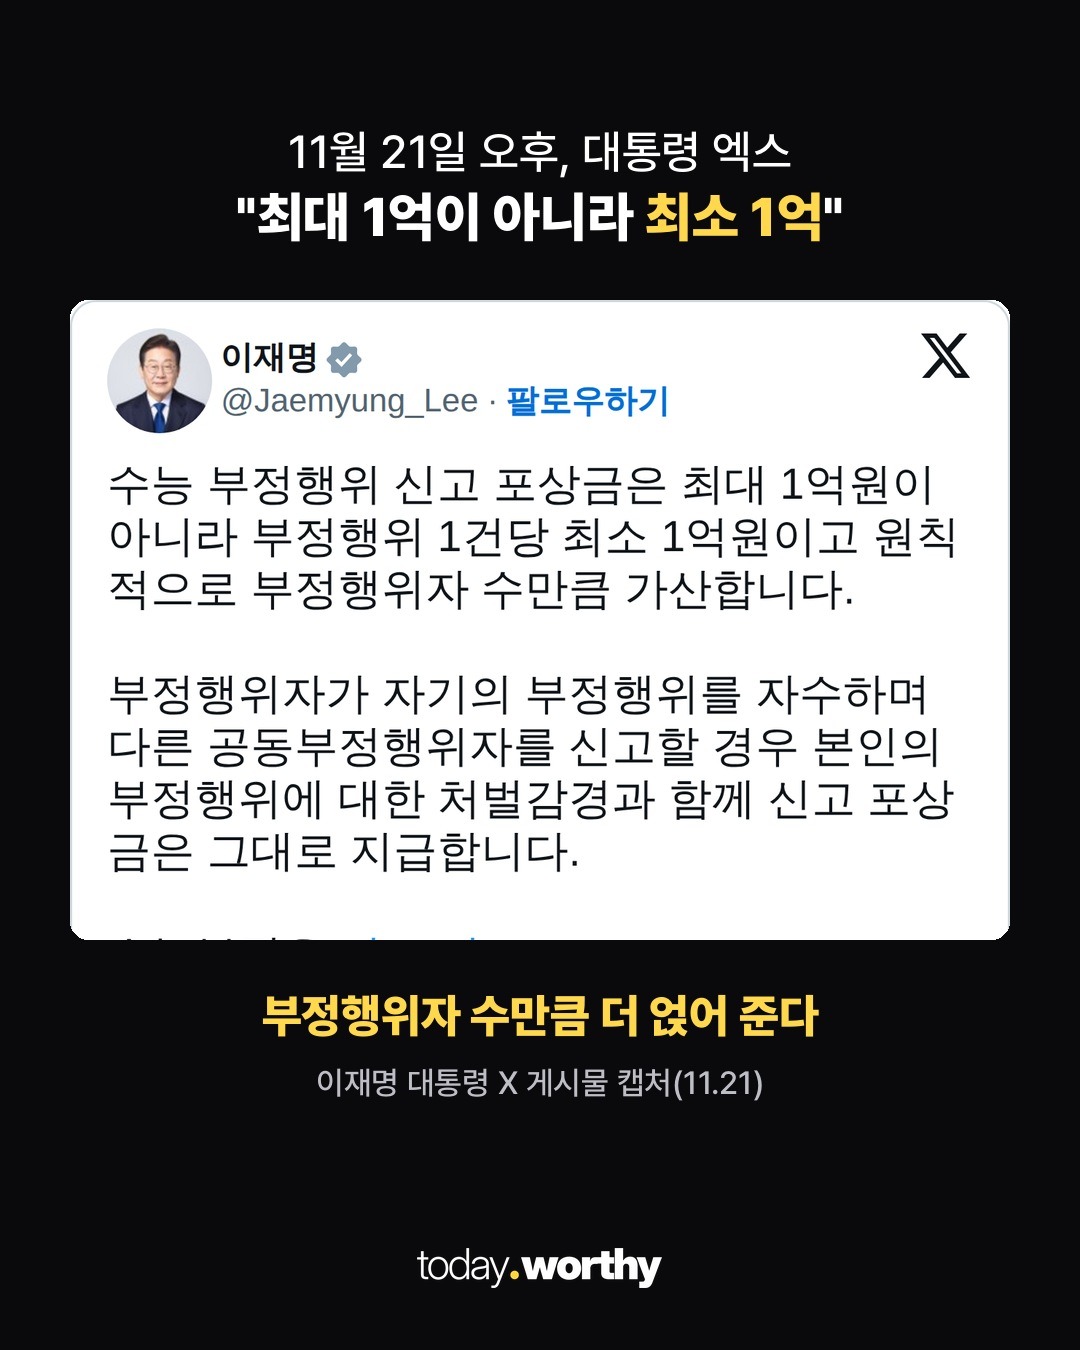 11월 21일 오후, 대통령 엑스
"최대 1억이 아니라 최소 1억"
이재명
@Jaemyung_Lee · 팔로우하기
수능 부정행위 신고 포상금은 최대 1억원이
아니라 부정행위 1건당 최소 1억원이고 원칙
적으로 부정행위자 수만큼 가산합니다.
부정행위자가 자기의 부정행위를 자수하며
다른 공동부정행위자를 신고할 경우 본인의
부정행위에 대한 처벌감경과 함께 신고 포상
금은 그대로 지급합니다.
부정행위자 수만큼 더 얹어 준다
이재명 대통령 X 게시물 캡처(11.21)
today.worthy